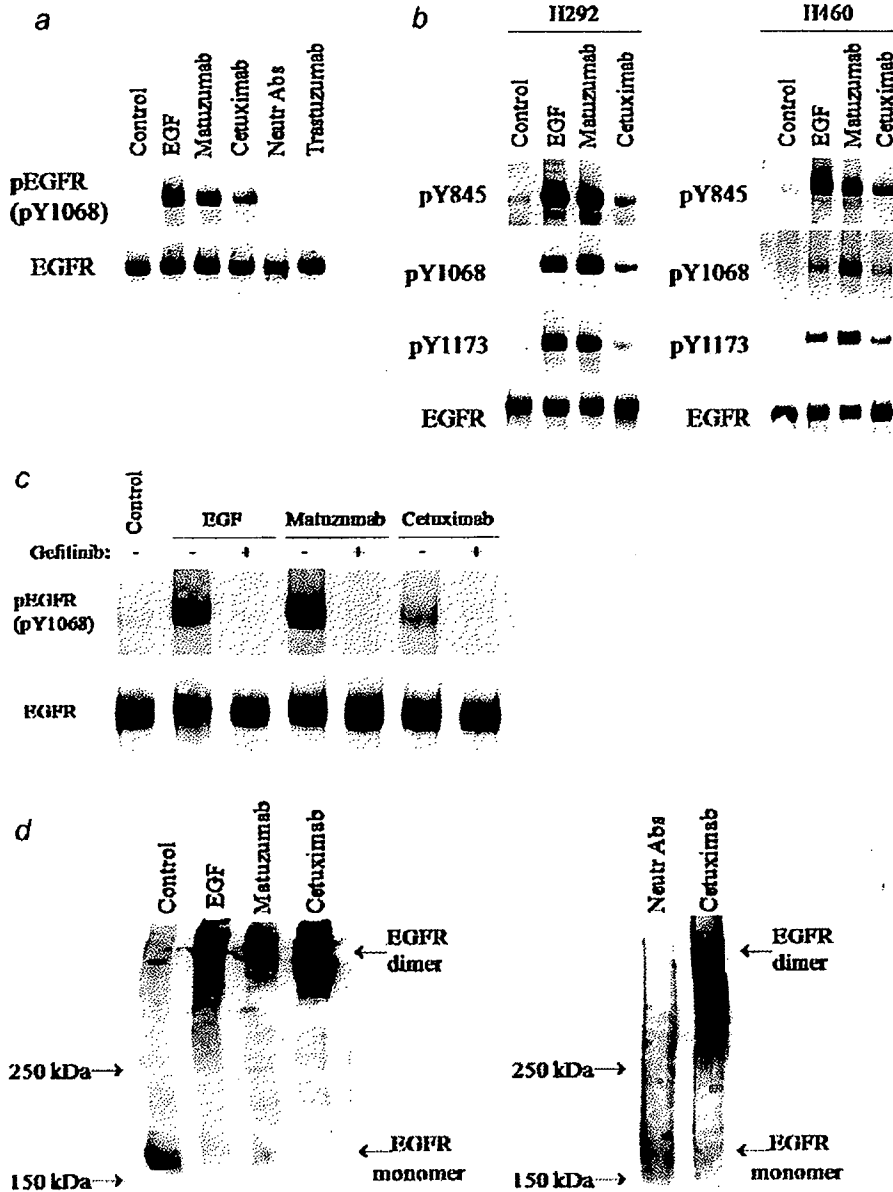 a
Control
EGF
Matuzumab
Cetuximab
Neutr Abs
Trastuzumab
pEGFR
(pY1068)
EGFR
b
H292
Control
EGF
Matuzumab
Cetuximab
pY845
pY1068
pY1173
EGFR
H460
Control
EGF
Matuzumab
Cetuximab
pY845
pY1068
pY1173
EGFR
c
Control
EGF
Matuzumab
Cetuximab
Gefitinib: - - + - + - +
pEGFR
(pY1068)
EGFR
d
Control
EGF
Matuzumab
Cetuximab
EGFR
dimer
250 kDa
EGFR
monomer
150 kDa
Neutr Abs
Cetuximab
EGFR
dimer
250 kDa
EGFR
monomer
150 kDa